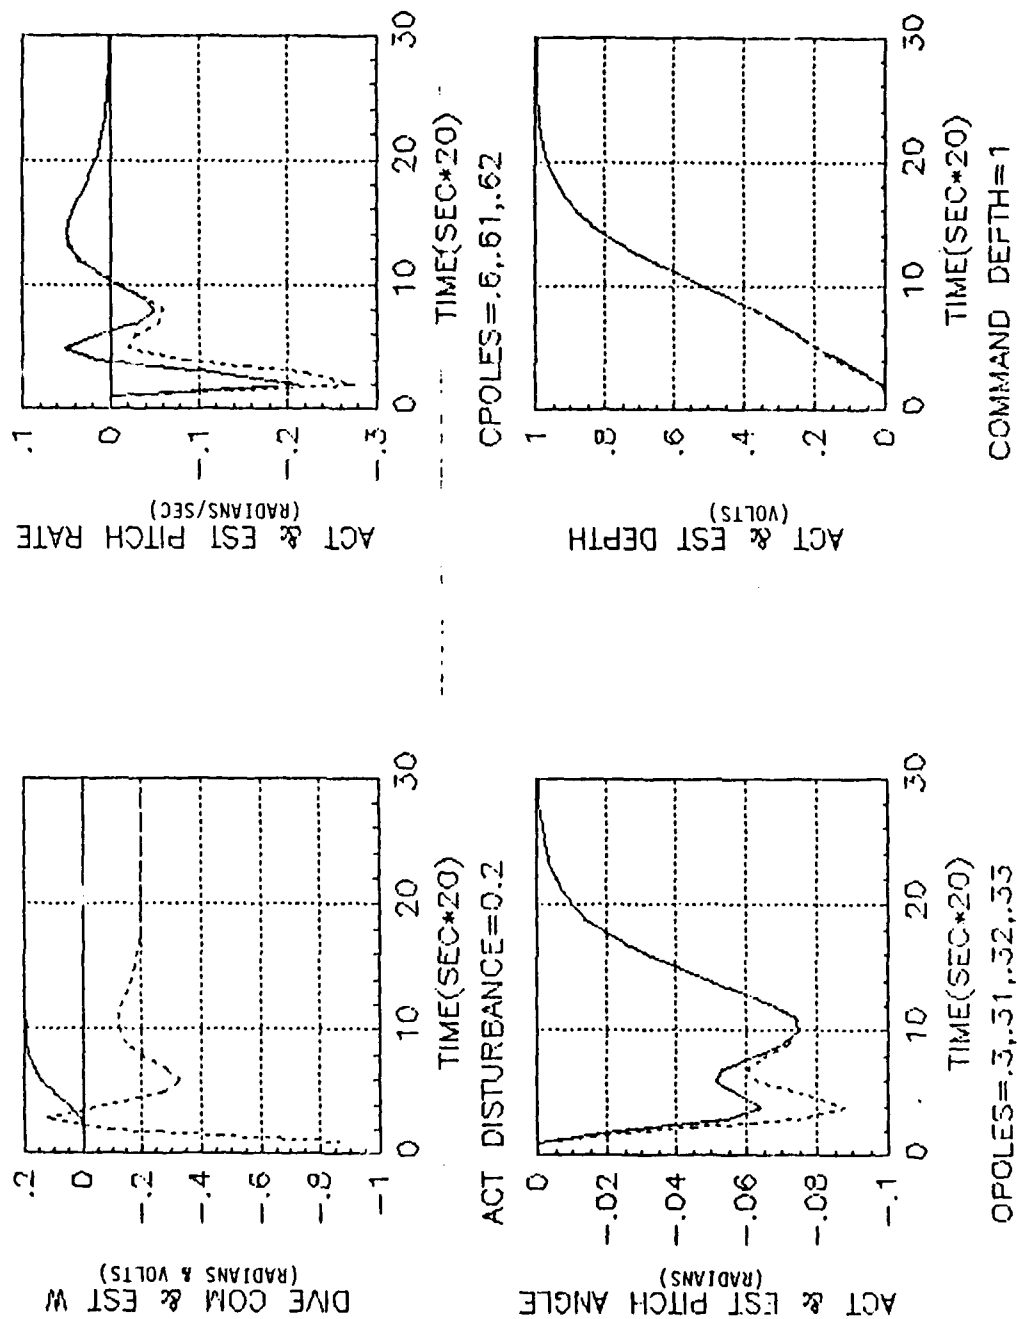 DIVE COM & EST W
(RADIANS & VOLTS)
.2
0
-.2
-.4
-.6
-.8
-1
0 10 20 30
TIME(SEC*20)
ACT DISTURBANCE=0.2
ACT & EST PITCH RATE
(RADIANS/SEC)
.1
0
-.1
-.2
-.3
0 10 20 30
TIME(SEC*20)
CPOLES=.6,.61,.62
ACT & EST PITCH ANGLE
(RADIANS)
0
-.02
-.04
-.06
-.08
-.1
0 10 20 30
TIME(SEC*20)
OPOLES=.3,.31,.32,.33
ACT & EST DEPTH
(VOLTS)
1
.8
.6
.4
.2
0
0 10 20 30
TIME(SEC*20)
COMMAND DEPTH=1